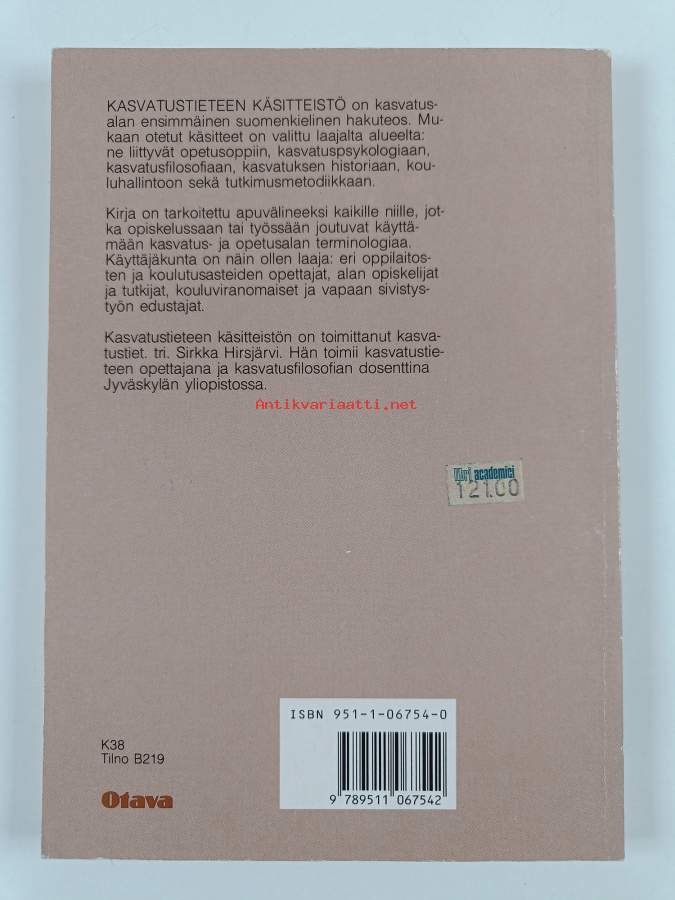 KASVATUSTIETEEN KÄSITTEISTÖ on kasvatus-
alan ensimmäinen suomenkielinen hakuteos. Mu-
kaan otetut käsitteet on valittu laajalta alueelta:
ne liittyvät opetusoppiin, kasvatuspsykologiaan,
kasvatusfilosofiaan, kasvatuksen historiaan, kou-
luhallintoon sekä tutkimusmetodiikkaan.
Kirja on tarkoitettu apuvälineeksi kaikille niille, jot-
ka opiskelussaan tai työssään joutuvat käyttä-
mään kasvatus- ja opetusalan terminologiaa.
Käyttäjäkunta on näin ollen laaja: eri oppilaitos-
ten ja koulutusasteiden opettajat, alan opiskelijat
ja tutkijat, kouluviranomaiset ja vapaan sivistys-
työn edustajat.
Kasvatustieteen käsitteistön on toimittanut kasva-
tustiet. tri. Sirkka Hirsjärvi. Hän toimii kasvatustie-
teen opettajana ja kasvatusfilosofian dosenttina
Jyväskylän yliopistossa.
Antikvariaatti.net
libri academici
121.00
ISBN 951-1-06754-0
9 789511 067542
K38
Tilno B219
Otava